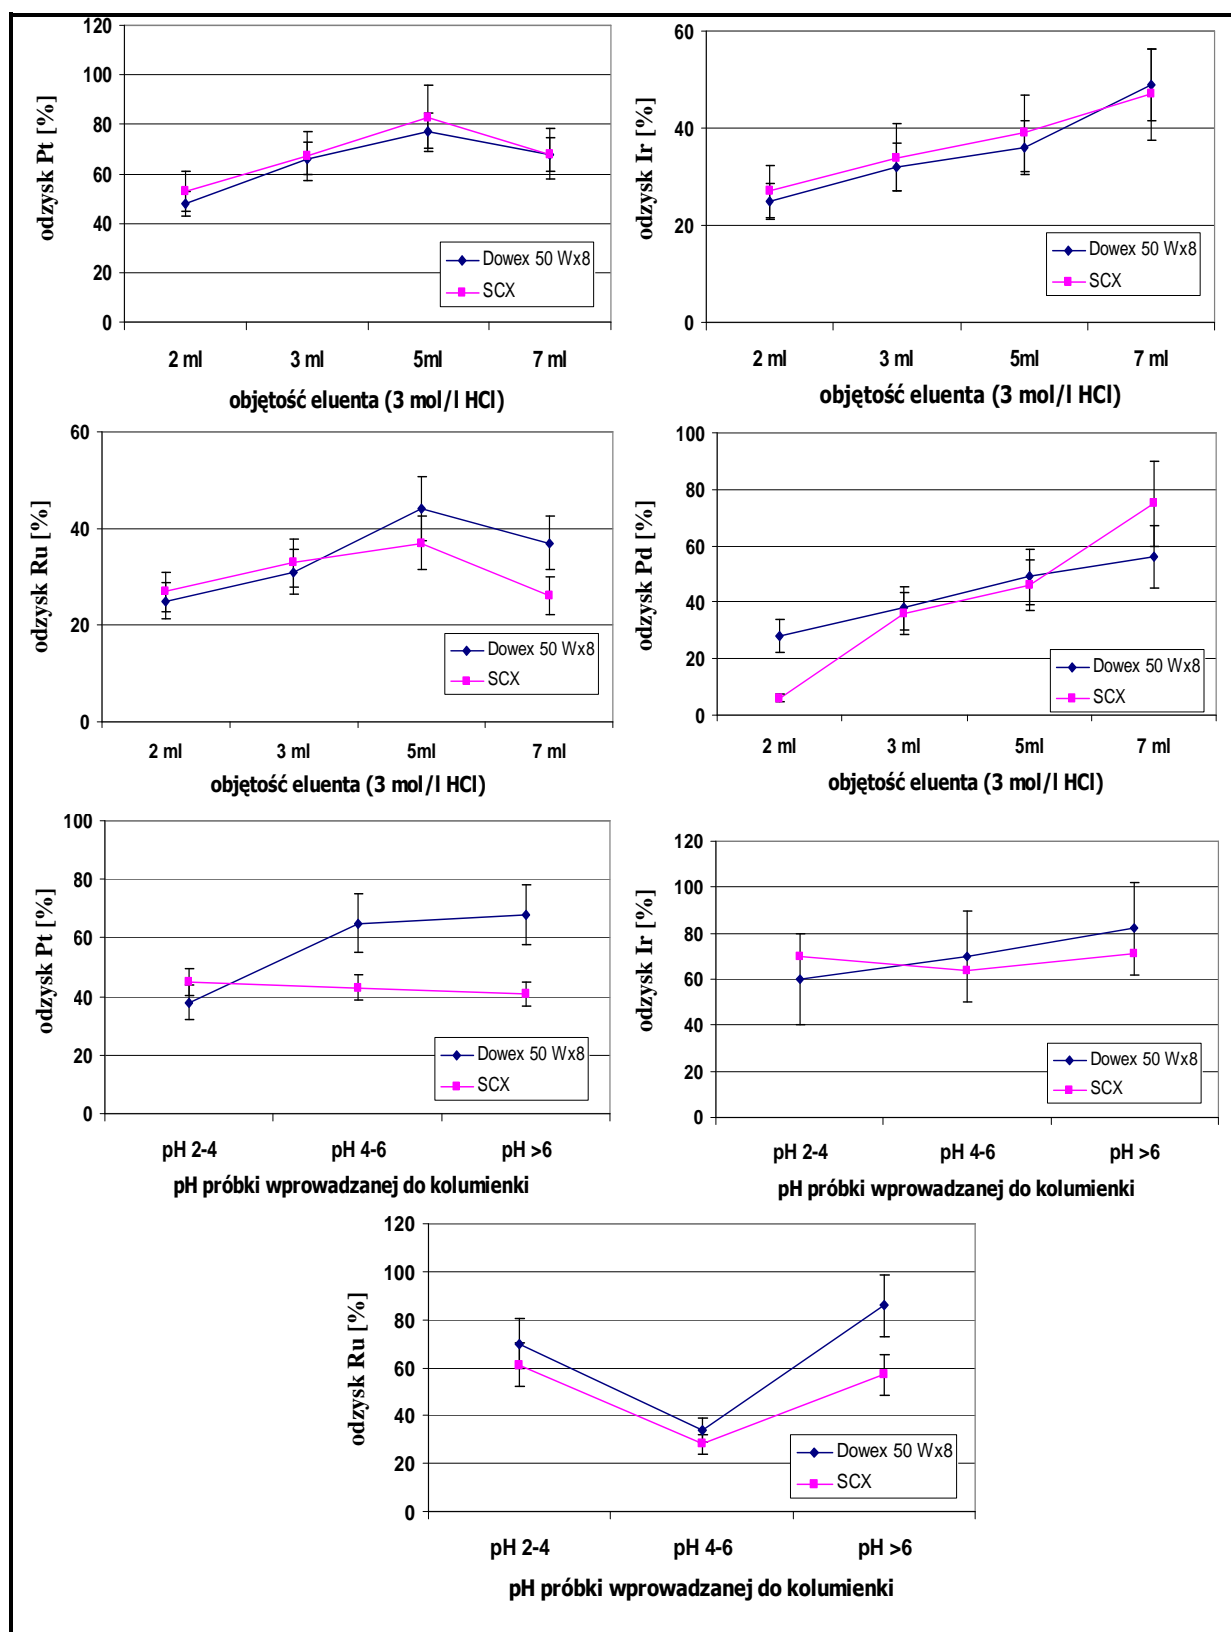 120
100
80
60
40
20
0
odzysk Pt [%]
Dowex 50 Wx8
SCX
2 ml 3 ml 5ml 7 ml
objętość eluenta (3 mol/l HCl)
60
40
20
0
odzysk Ir [%]
Dowex 50 Wx8
SCX
2 ml 3 ml 5ml 7 ml
objętość eluenta (3 mol/l HCl)
60
40
20
0
odzysk Ru [%]
Dowex 50 Wx8
SCX
2 ml 3 ml 5ml 7 ml
objętość eluenta (3 mol/l HCl)
100
80
60
40
20
0
odzysk Pd [%]
Dowex 50 Wx8
SCX
2 ml 3 ml 5ml 7 ml
objętość eluenta (3 mol/l HCl)
100
80
60
40
20
0
odzysk Pt [%]
Dowex 50 Wx8
SCX
pH 2-4 pH 4-6 pH >6
pH próbki wprowadzanej do kolumienki
120
100
80
60
40
20
0
odzysk Ir [%]
Dowex 50 Wx8
SCX
pH 2-4 pH 4-6 pH >6
pH próbki wprowadzanej do kolumienki
120
100
80
60
40
20
0
odzysk Ru [%]
Dowex 50 Wx8
SCX
pH 2-4 pH 4-6 pH >6
pH próbki wprowadzanej do kolumienki